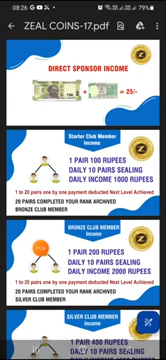 08:26
79%
ZEAL COINS-17.pdf
DIRECT SPONSOR INCOME
= 25/-
Starter Club Member
Income
1 PAIR 100 RUPEES
DAILY 10 PAIRS SEALING
DAILY INCOME 1000 RUPEES
1 to 20 pairs one by one payment deducted Next Level Achieved
20 PAIRS COMPLETED YOUR RANK ARCHIVED
BRONZE CLUB MEMBER
BRONZE CLUB MEMBER
Income
1 PAIR 200 RUPEES
DAILY 10 PAIRS SEALING
DAILY INCOME 2000 RUPEES
1 to 20 pairs one by one payment deducted Next Level Achieved
20 PAIRS COMPLETED YOUR RANK ARCHIVED
SILVER CLUB MEMBER
SILVER CLUB MEMBER
Income
1 PAIR 400 RUPEES
DAILY 10 PAIRS SEALING